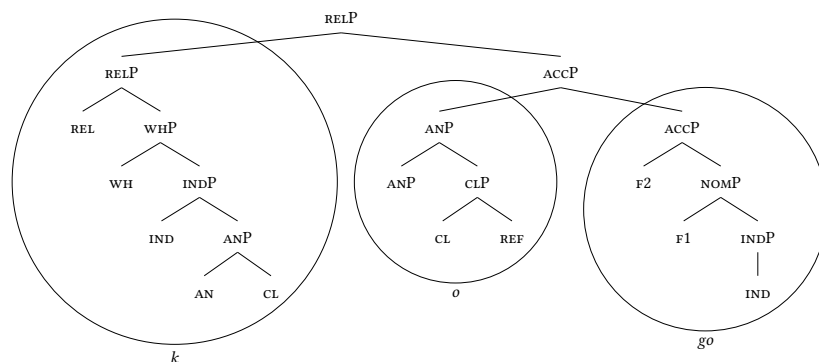 RELP
RELP ACCP
REL WHP ANP ACCP
WH INDP ANP CLP F2 NOMP
IND ANP CL REF F1 INDP
AN CL o IND
k go